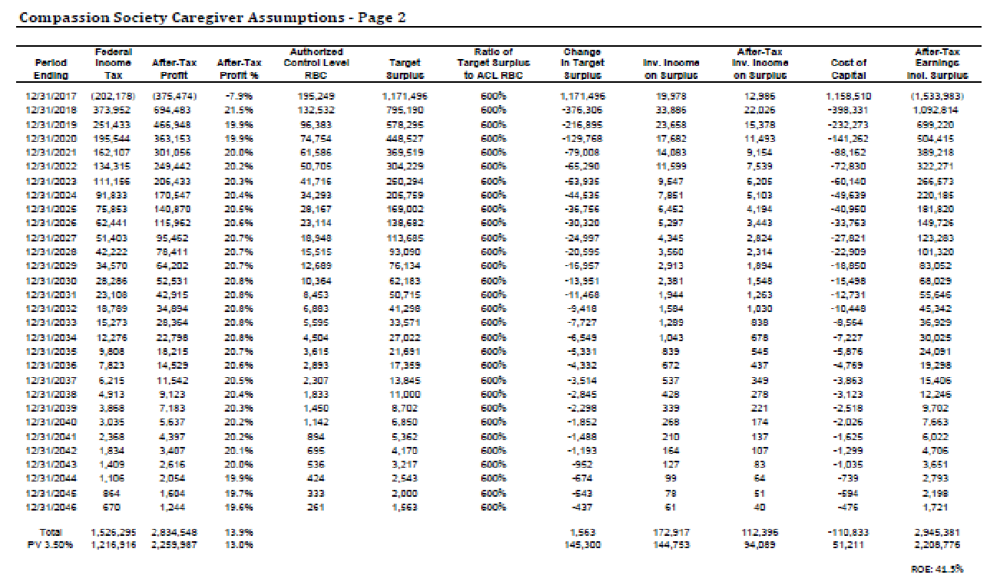 Compassion Society Caregiver Assumptions - Page 2
Federal Authorized Ratio of Change After-Tax After-Tax
Period Income After-Tax After-Tax Control Level Target Target Surplus In Target Inv. Income Inv. Income Cost of Earnings
Ending Tax Profit Profit % RBC Surplus to ACL RBC Surplus on Surplus on Surplus Capital Incl. Surplus
12/31/2017 (202,178) (375,474) -7.9% 195,249 1,171,496 600% 1,171,496 19,978 12,986 1,158,510 (1,533,983)
12/31/2018 373,952 694,483 21.5% 132,532 795,190 600% -376,306 33,886 22,026 -398,331 1,092,814
12/31/2019 251,433 466,948 19.9% 96,383 578,295 600% -216,895 23,658 15,378 -232,273 699,220
12/31/2020 195,544 363,153 19.9% 74,754 448,527 600% -129,768 17,682 11,493 -141,262 504,415
12/31/2021 162,107 301,056 20.0% 61,586 369,519 600% -79,008 14,083 9,154 -88,162 389,218
12/31/2022 134,315 249,442 20.2% 50,705 304,229 600% -65,290 11,599 7,539 -72,830 322,271
12/31/2023 111,156 206,433 20.3% 41,716 250,294 600% -53,935 9,547 6,205 -60,140 266,573
12/31/2024 91,833 170,547 20.4% 34,293 205,759 600% -44,535 7,851 5,103 -49,639 220,185
12/31/2025 75,853 140,870 20.5% 28,167 169,002 600% -36,756 6,452 4,194 -40,950 181,820
12/31/2026 62,441 115,962 20.6% 23,114 138,682 600% -30,320 5,297 3,443 -33,763 149,726
12/31/2027 51,403 95,462 20.7% 18,948 113,685 600% -24,997 4,345 2,824 -27,821 123,283
12/31/2028 42,222 78,411 20.7% 15,515 93,090 600% -20,595 3,560 2,314 -22,909 101,320
12/31/2029 34,570 64,202 20.7% 12,689 76,134 600% -16,957 2,913 1,894 -18,850 83,052
12/31/2030 28,286 52,531 20.8% 10,364 62,183 600% -13,951 2,381 1,548 -15,498 68,029
12/31/2031 23,108 42,915 20.8% 8,453 50,715 600% -11,468 1,944 1,263 -12,731 55,646
12/31/2032 18,789 34,894 20.8% 6,883 41,298 600% -9,418 1,584 1,030 -10,448 45,342
12/31/2033 15,273 28,364 20.8% 5,595 33,571 600% -7,727 1,289 838 -8,564 36,929
12/31/2034 12,276 22,798 20.8% 4,504 27,022 600% -6,549 1,043 678 -7,227 30,025
12/31/2035 9,808 18,215 20.7% 3,615 21,691 600% -5,331 839 545 -5,876 24,091
12/31/2036 7,823 14,529 20.6% 2,893 17,359 600% -4,332 672 437 -4,769 19,298
12/31/2037 6,215 11,542 20.5% 2,307 13,845 600% -3,514 537 349 -3,863 15,406
12/31/2038 4,913 9,123 20.4% 1,833 11,000 600% -2,845 428 278 -3,123 12,246
12/31/2039 3,868 7,183 20.3% 1,450 8,702 600% -2,298 339 221 -2,518 9,702
12/31/2040 3,035 5,637 20.2% 1,142 6,850 600% -1,852 268 174 -2,026 7,663
12/31/2041 2,368 4,397 20.2% 894 5,362 600% -1,488 210 137 -1,625 6,022
12/31/2042 1,834 3,407 20.1% 695 4,170 600% -1,193 164 107 -1,299 4,706
12/31/2043 1,409 2,616 20.0% 536 3,217 600% -952 127 83 -1,035 3,651
12/31/2044 1,106 2,054 19.9% 424 2,543 600% -674 99 64 -739 2,793
12/31/2045 864 1,604 19.7% 333 2,000 600% -543 78 51 -594 2,198
12/31/2046 670 1,244 19.6% 261 1,563 600% -437 61 40 -476 1,721
Total 1,526,295 2,834,548 13.9% 1,563 172,917 112,396 -110,833 2,945,381
PV 3.50% 1,216,916 2,259,987 13.0% 145,300 144,753 94,089 51,211 2,208,776
ROE: 41.5%